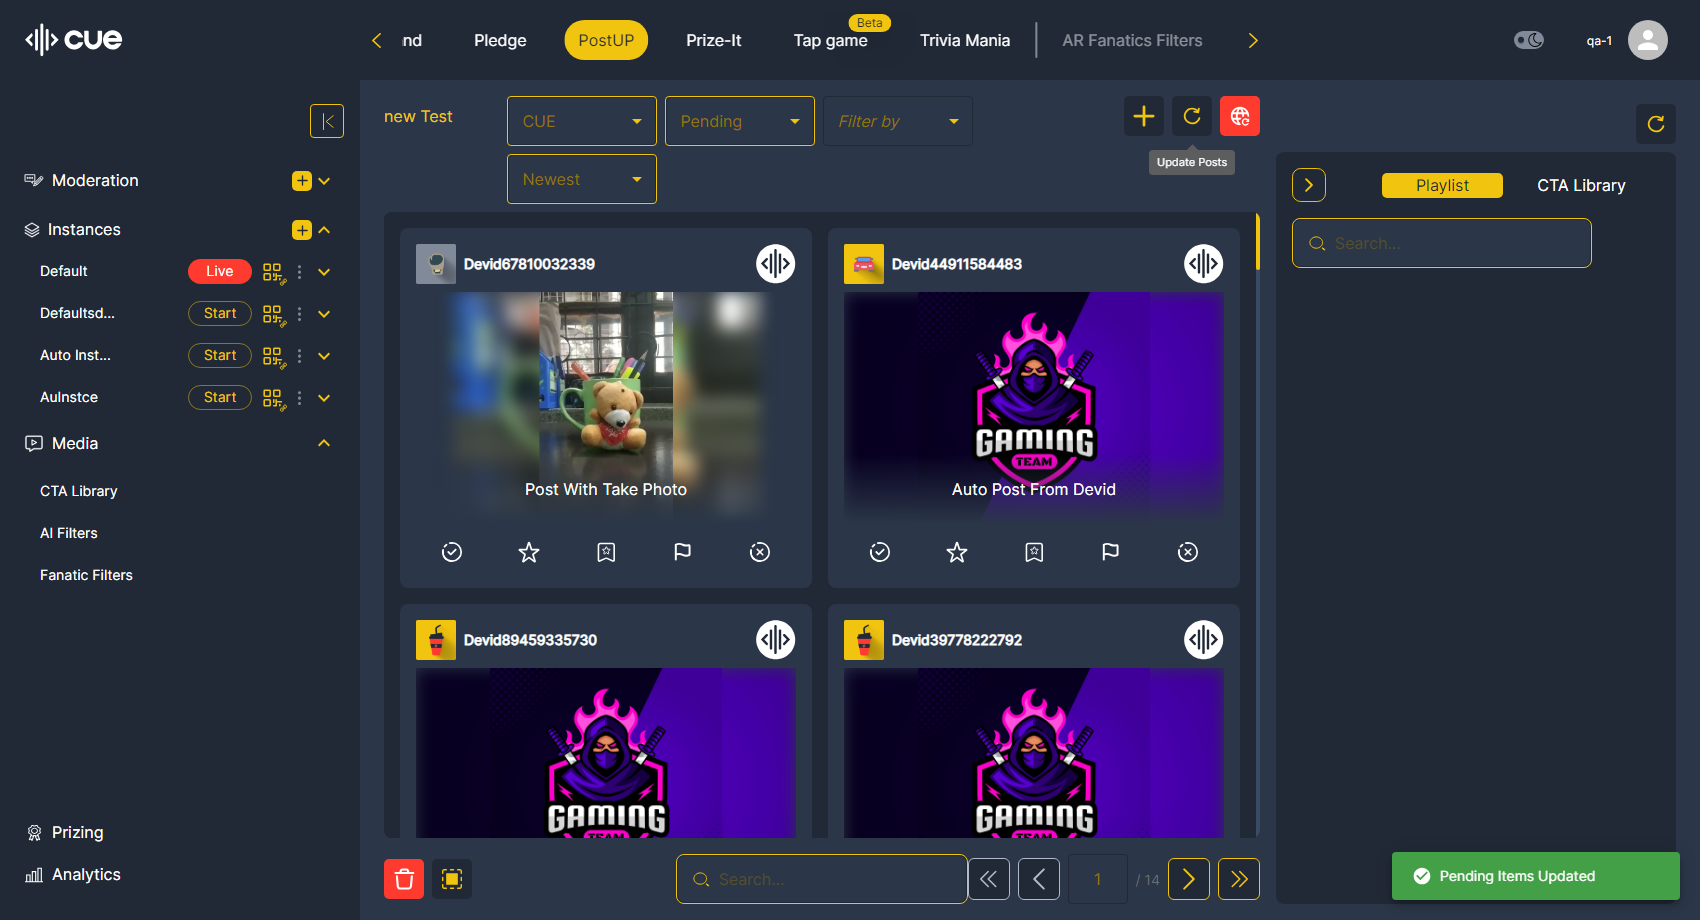 cue
nd
Pledge
PostUP
Prize-It
Tap game
Beta
Trivia Mania
AR Fanatics Filters
qa-1
Moderation
Instances
Default
Live
Defaultsd...
Start
Auto Inst...
Start
AuInstce
Start
Media
CTA Library
AI Filters
Fanatic Filters
Prizing
Analytics
new Test
CUE
Pending
Filter by
Newest
Update Posts
Devid67810032339
Post With Take Photo
Devid44911584483
GAMING
TEAM
Auto Post From Devid
Devid89459335730
GAMING
TEAM
Devid39778222792
GAMING
TEAM
Search...
1
/ 14
Playlist
CTA Library
Search...
Pending Items Updated